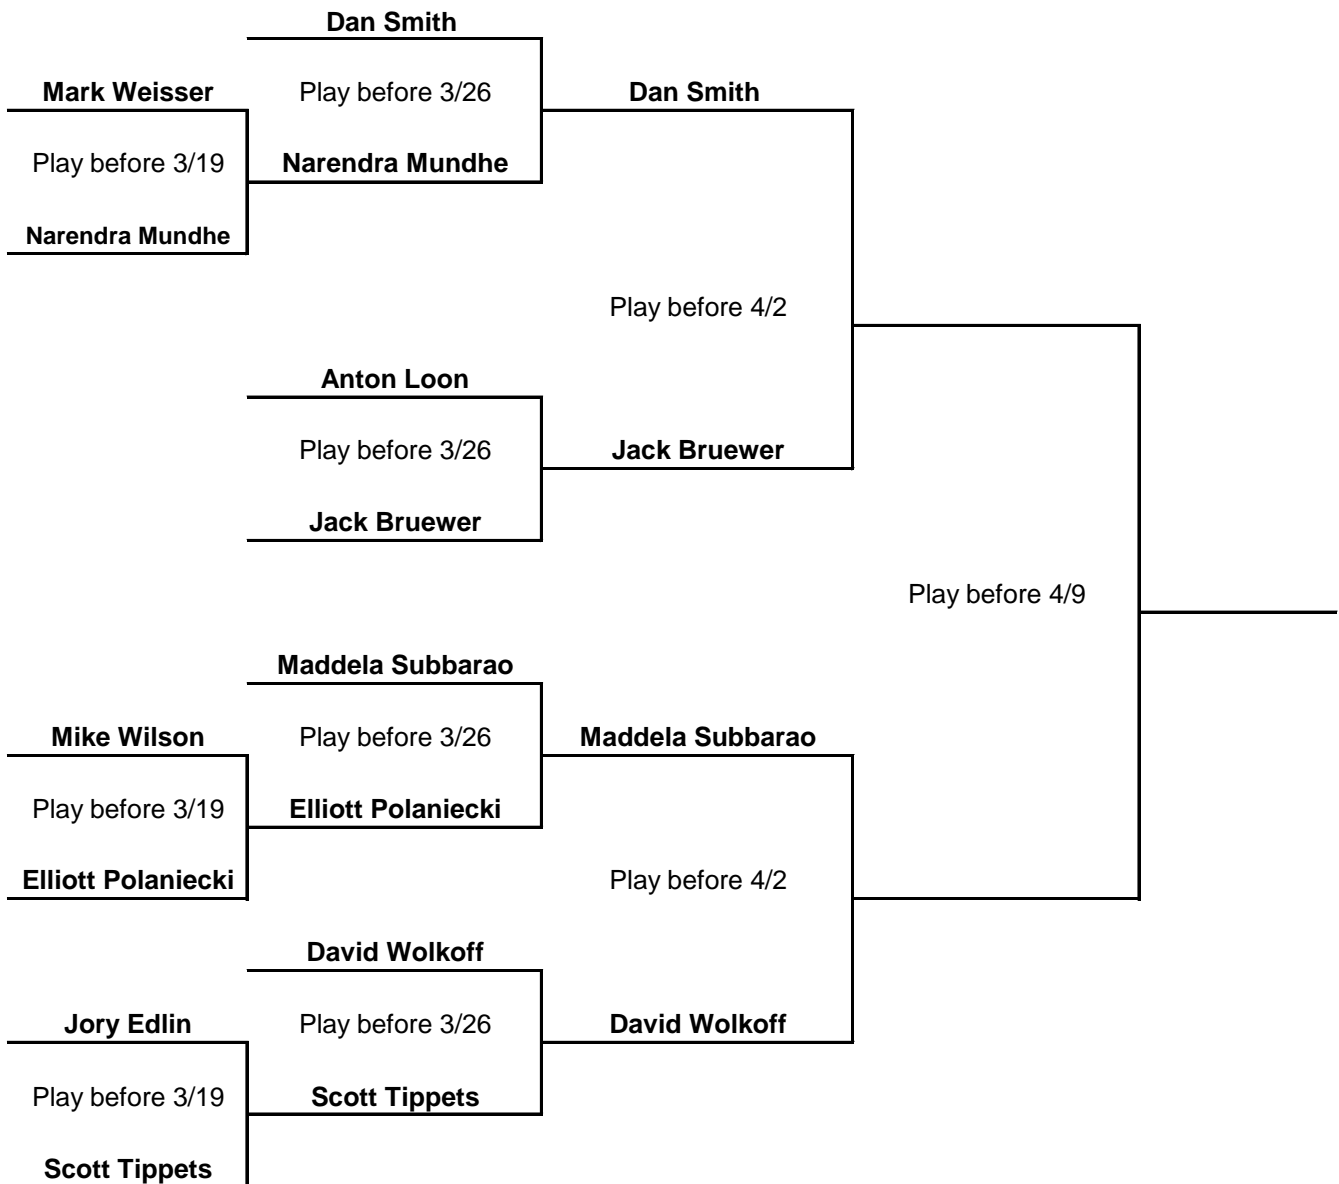 Dan Smith
Mark Weisser
Play before 3/26
Dan Smith
Play before 3/19
Narendra Mundhe
Narendra Mundhe
Play before 4/2
Anton Loon
Play before 3/26
Jack Bruewer
Jack Bruewer
Play before 4/9
Maddela Subbarao
Mike Wilson
Play before 3/26
Maddela Subbarao
Play before 3/19
Elliott Polaniecki
Elliott Polaniecki
Play before 4/2
David Wolkoff
Jory Edlin
Play before 3/26
David Wolkoff
Play before 3/19
Scott Tippets
Scott Tippets